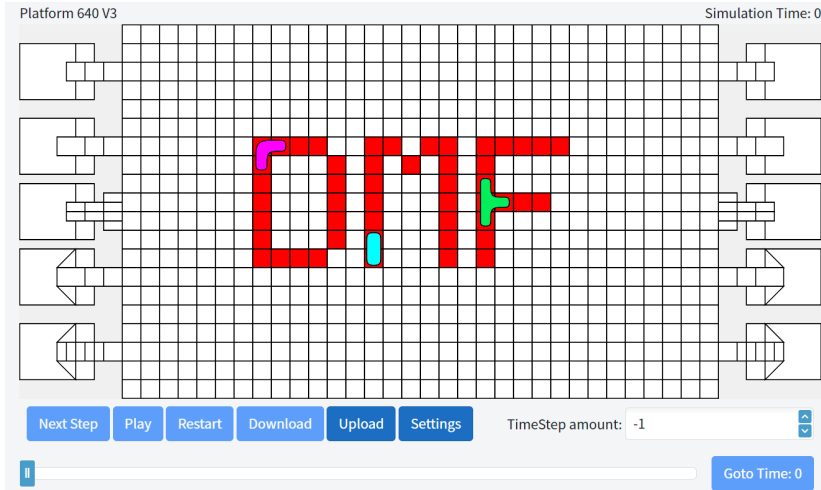 Platform 640 V3 Simulation Time: 0
DMF
Next Step Play Restart Download Upload Settings TimeStep amount: -1
Goto Time: 0